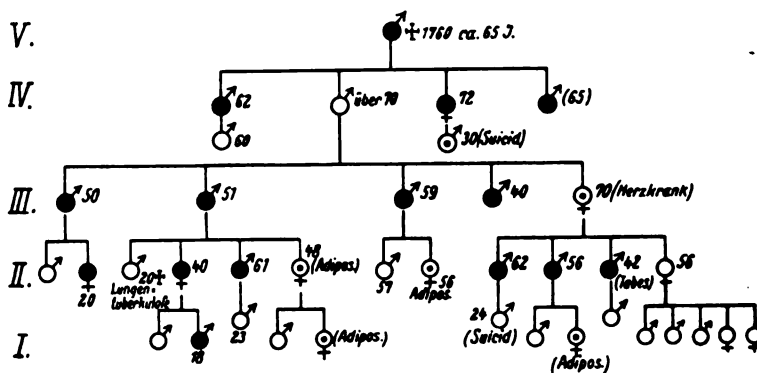 V.
♂ † 1760 ca. 65 J.
IV.
62
über 70
72
(65)
60
30 (Suicid)
III.
50
51
59
40
70 (Herzkrank)
II.
20
20 †
Lungen-
tuberkulose
40
61
48
(Adipos.)
57
56
Adipos.
62
56
42
(Tabes)
56
I.
18
23
(Adipos.)
24
(Suicid)
(Adipos.)